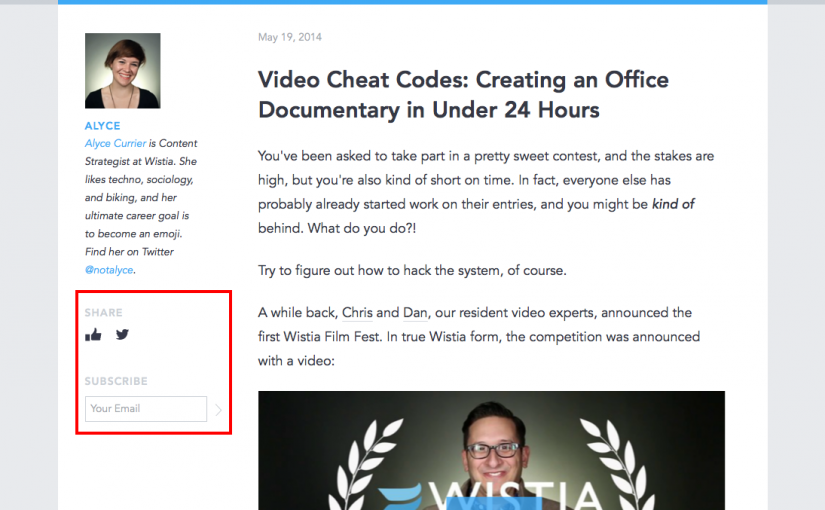 May 19, 2014
Video Cheat Codes: Creating an Office
Documentary in Under 24 Hours
ALYCE
Alyce Currier is Content
Strategist at Wistia. She
likes techno, sociology,
and biking, and her
ultimate career goal is
to become an emoji.
Find her on Twitter
@notalyce.
SHARE
SUBSCRIBE
Your Email
You've been asked to take part in a pretty sweet contest, and the stakes are
high, but you're also kind of short on time. In fact, everyone else has
probably already started work on their entries, and you might be kind of
behind. What do you do?!
Try to figure out how to hack the system, of course.
A while back, Chris and Dan, our resident video experts, announced the
first Wistia Film Fest. In true Wistia form, the competition was announced
with a video:
WISTIA